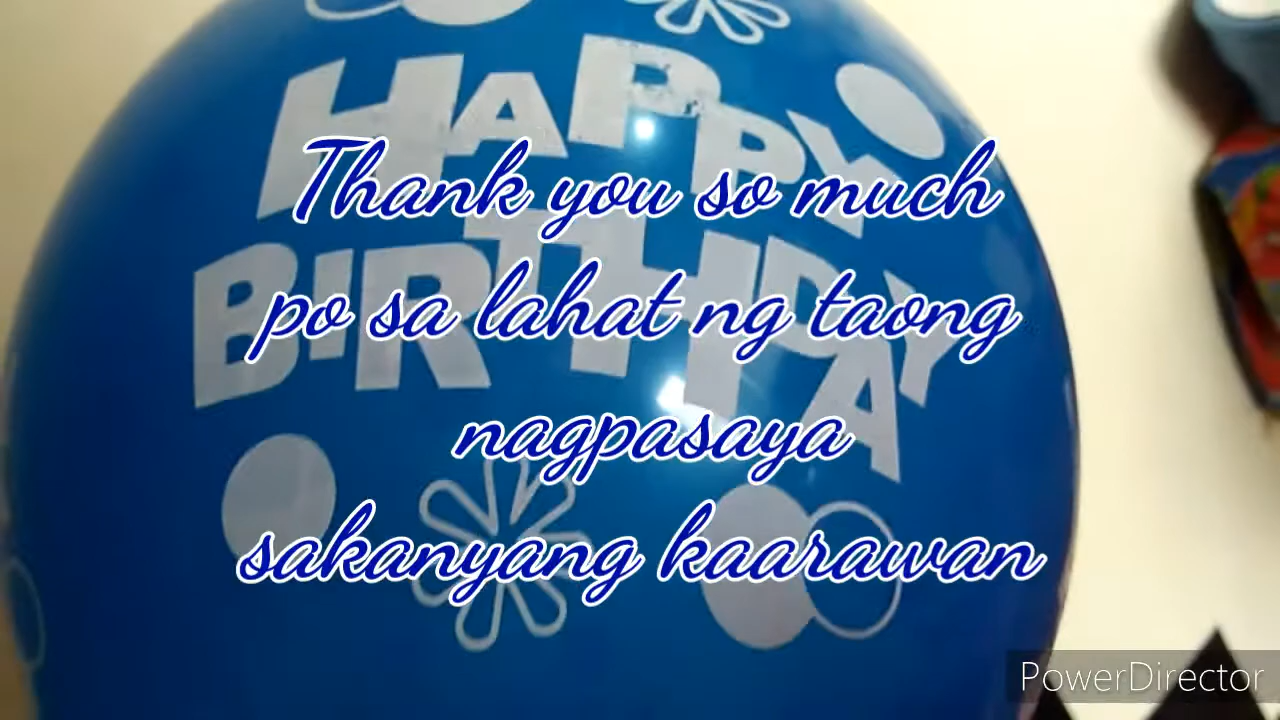 HAPPY
BIRTHDAY
Thank you so much
po sa lahat ng taong
nagpasaya
sakanyang kaarawan
PowerDirector